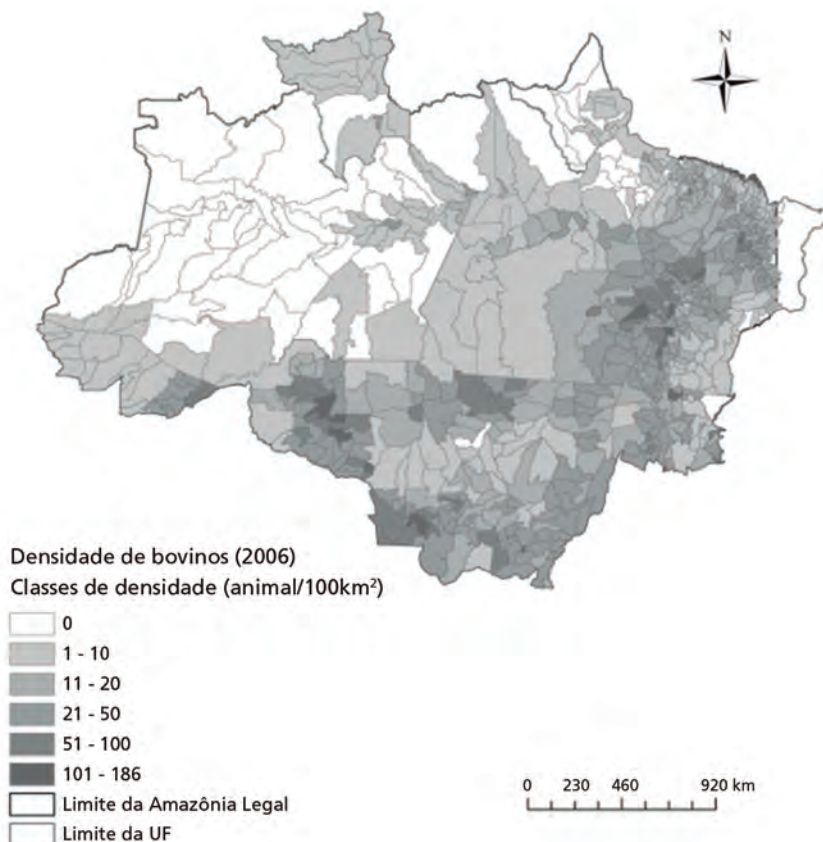 N
Densidade de bovinos (2006)
Classes de densidade (animal/100km²)
0
1 - 10
11 - 20
21 - 50
51 - 100
101 - 186
Limite da Amazônia Legal
Limite da UF
0 230 460 920 km